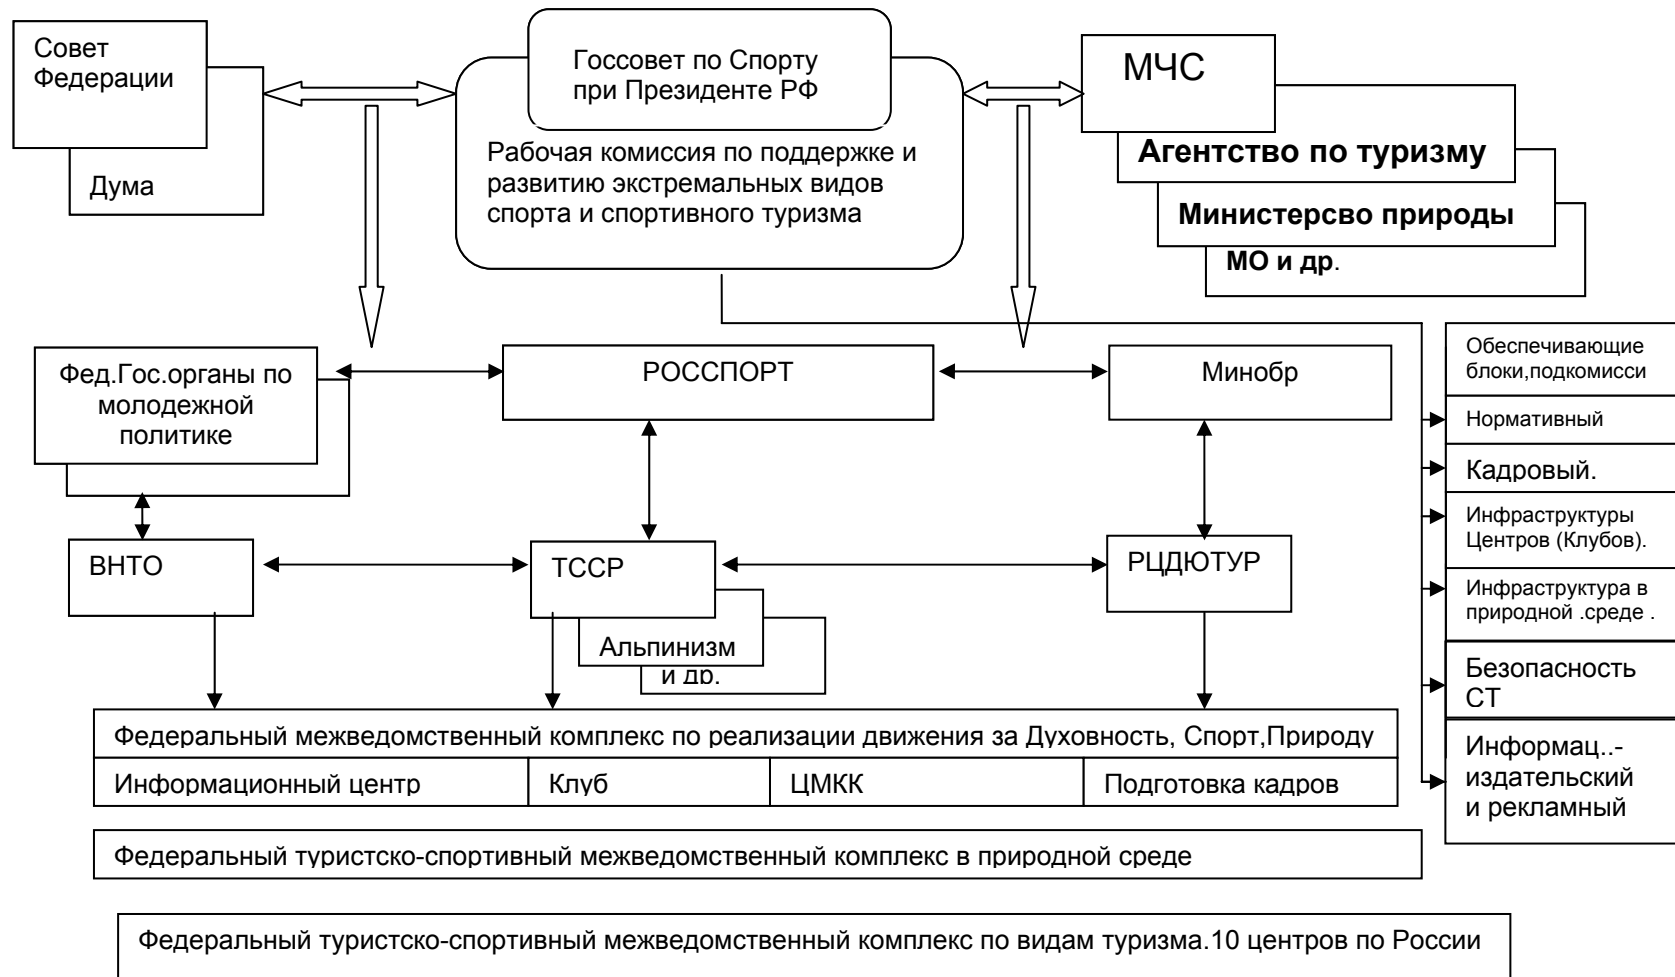 Совет
Федерации
Дума
Госсовет по Спорту
при Президенте РФ
Рабочая комиссия по поддержке и
развитию экстремальных видов
спорта и спортивного туризма
МЧС
Агентство по туризму
Министерсво природы
МО и др.
Фед.Гос.органы по
молодежной
политике
РОССПОРТ
Минобр
ВНТО
ТССР
Альпинизм
и др.
РЦДЮТУР
Обеспечивающие
блоки,подкомисси
Нормативный
Кадровый.
Инфраструктуры
Центров (Клубов).
Инфраструктура в
природной .среде .
Безопасность
СТ
Информац..-
издательский
и рекламный
Федеральный межведомственный комплекс по реализации движения за Духовность, Спорт,Природу
Информационный центр
Клуб
ЦМКК
Подготовка кадров
Федеральный туристско-спортивный межведомственный комплекс в природной среде
Федеральный туристско-спортивный межведомственный комплекс по видам туризма.10 центров по России